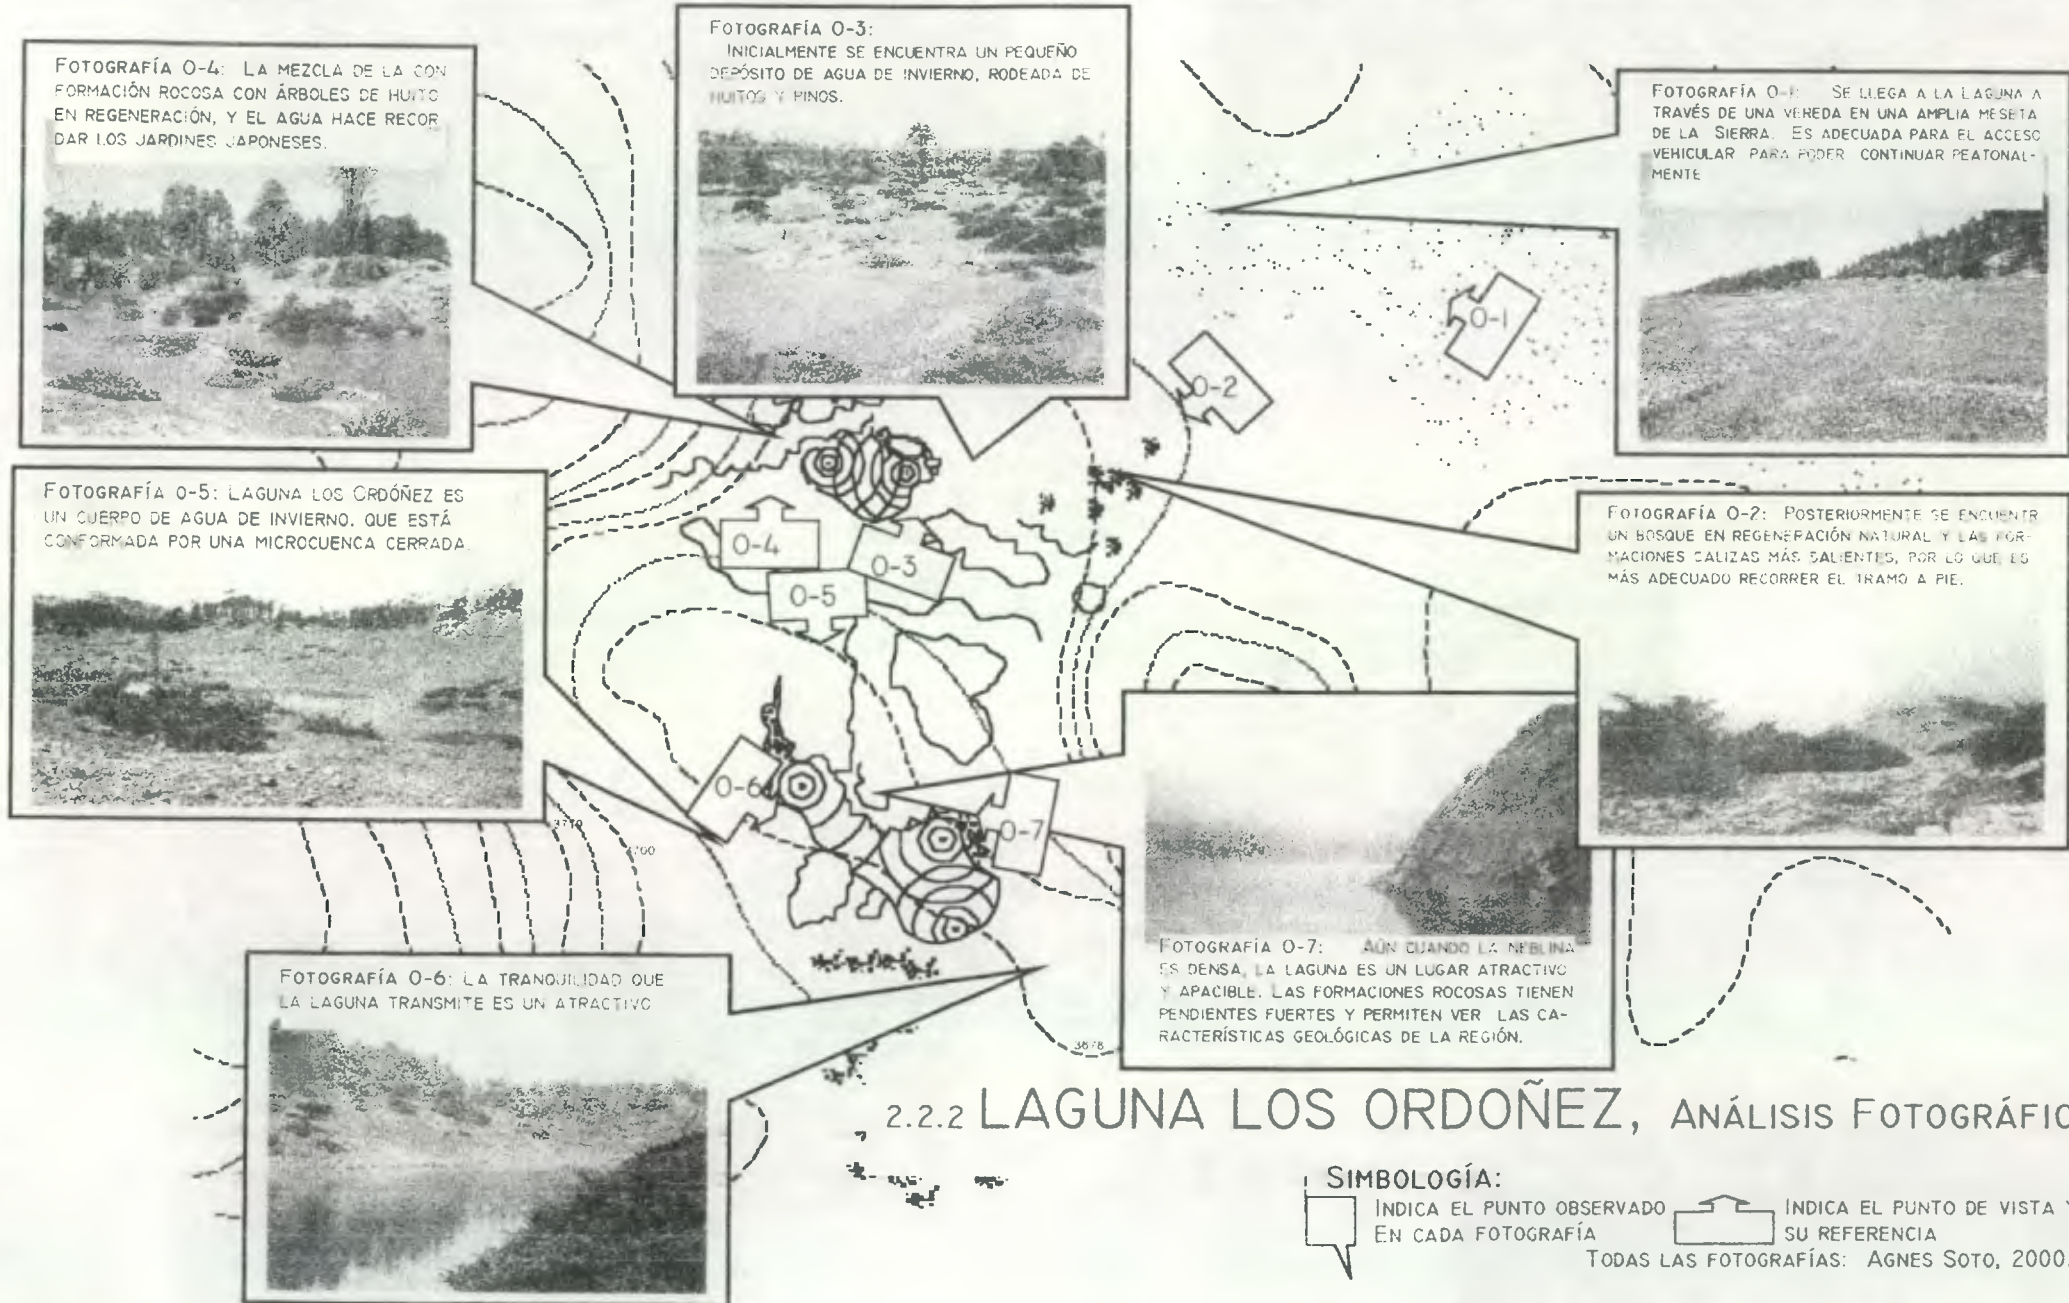 FOTOGRAFÍA O-4: LA MEZCLA DE LA CON
FORMACIÓN ROCOSA CON ÁRBOLES DE HUITO
EN REGENERACIÓN, Y EL AGUA HACE RECOR
DAR LOS JARDINES JAPONESES.
FOTOGRAFÍA O-3:
INICIALMENTE SE ENCUENTRA UN PEQUEÑO
DEPÓSITO DE AGUA DE INVIERNO, RODEADA DE
HUITOS Y PINOS.
FOTOGRAFÍA O-1: SE LLEGA A LA LAGUNA A
TRAVÉS DE UNA VEREDA EN UNA AMPLIA MESETA
DE LA SIERRA. ES ADECUADA PARA EL ACCESO
VEHICULAR PARA PODER CONTINUAR PEATONAL-
MENTE
O-1
O-2
FOTOGRAFÍA O-5: LAGUNA LOS ORDÓÑEZ ES
UN CUERPO DE AGUA DE INVIERNO, QUE ESTÁ
CONFORMADA POR UNA MICROCUENCA CERRADA.
O-4
O-3
O-5
FOTOGRAFÍA O-2: POSTERIORMENTE SE ENCUENTR
UN BOSQUE EN REGENERACIÓN NATURAL Y LAS FOR-
MACIONES CALIZAS MÁS SALIENTES, POR LO QUE ES
MÁS ADECUADO RECORRER EL TRAMO A PIE.
O-6
O-7
3700
FOTOGRAFÍA O-7: AÚN CUANDO LA NEBLINA
ES DENSA, LA LAGUNA ES UN LUGAR ATRACTIVO
Y APACIBLE. LAS FORMACIONES ROCOSAS TIENEN
PENDIENTES FUERTES Y PERMITEN VER LAS CA-
RACTERÍSTICAS GEOLÓGICAS DE LA REGIÓN.
FOTOGRAFÍA O-6: LA TRANQUILIDAD QUE
LA LAGUNA TRANSMITE ES UN ATRACTIVO
3678
2.2.2 LAGUNA LOS ORDOÑEZ, ANÁLISIS FOTOGRÁFIC
SIMBOLOGÍA:
INDICA EL PUNTO OBSERVADO
EN CADA FOTOGRAFÍA
INDICA EL PUNTO DE VISTA Y
SU REFERENCIA
TODAS LAS FOTOGRAFÍAS: AGNES SOTO, 2000.